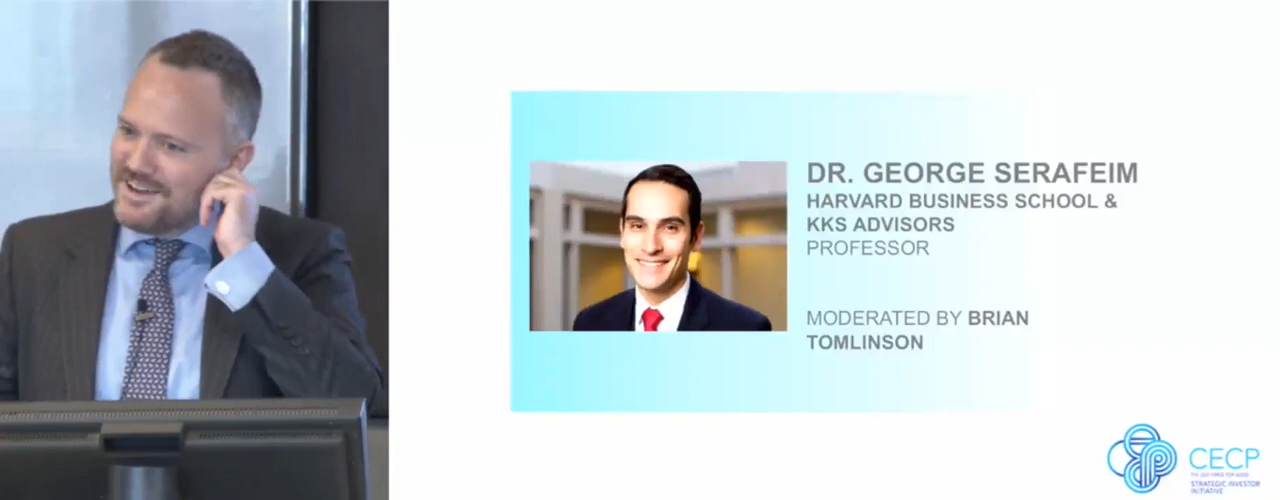 DR. GEORGE SERAFEIM
HARVARD BUSINESS SCHOOL &
KKS ADVISORS
PROFESSOR
MODERATED BY BRIAN
TOMLINSON
CECP
STRATEGIC INVESTOR
INITIATIVE